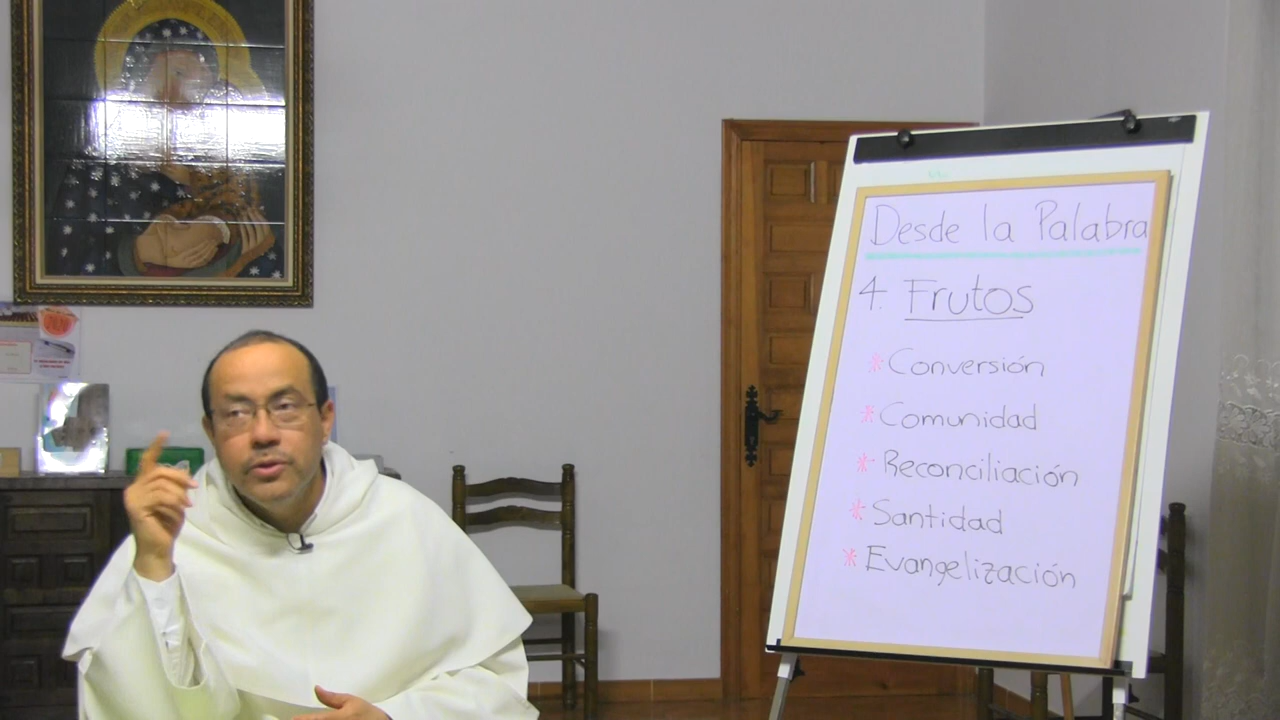 Desde la Palabra
4. Frutos
* Conversión
* Comunidad
* Reconciliación
* Santidad
* Evangelización